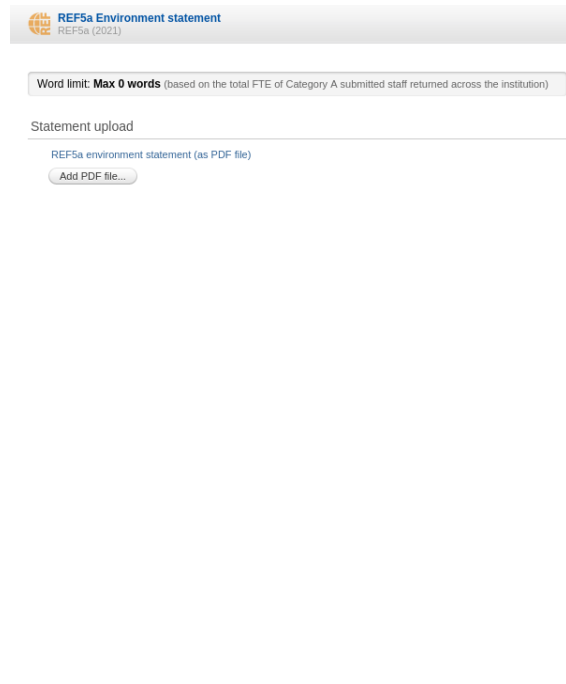 REF
REF5a Environment statement
REF5a (2021)
Word limit: Max 0 words (based on the total FTE of Category A submitted staff returned across the institution)
Statement upload
REF5a environment statement (as PDF file)
Add PDF file...